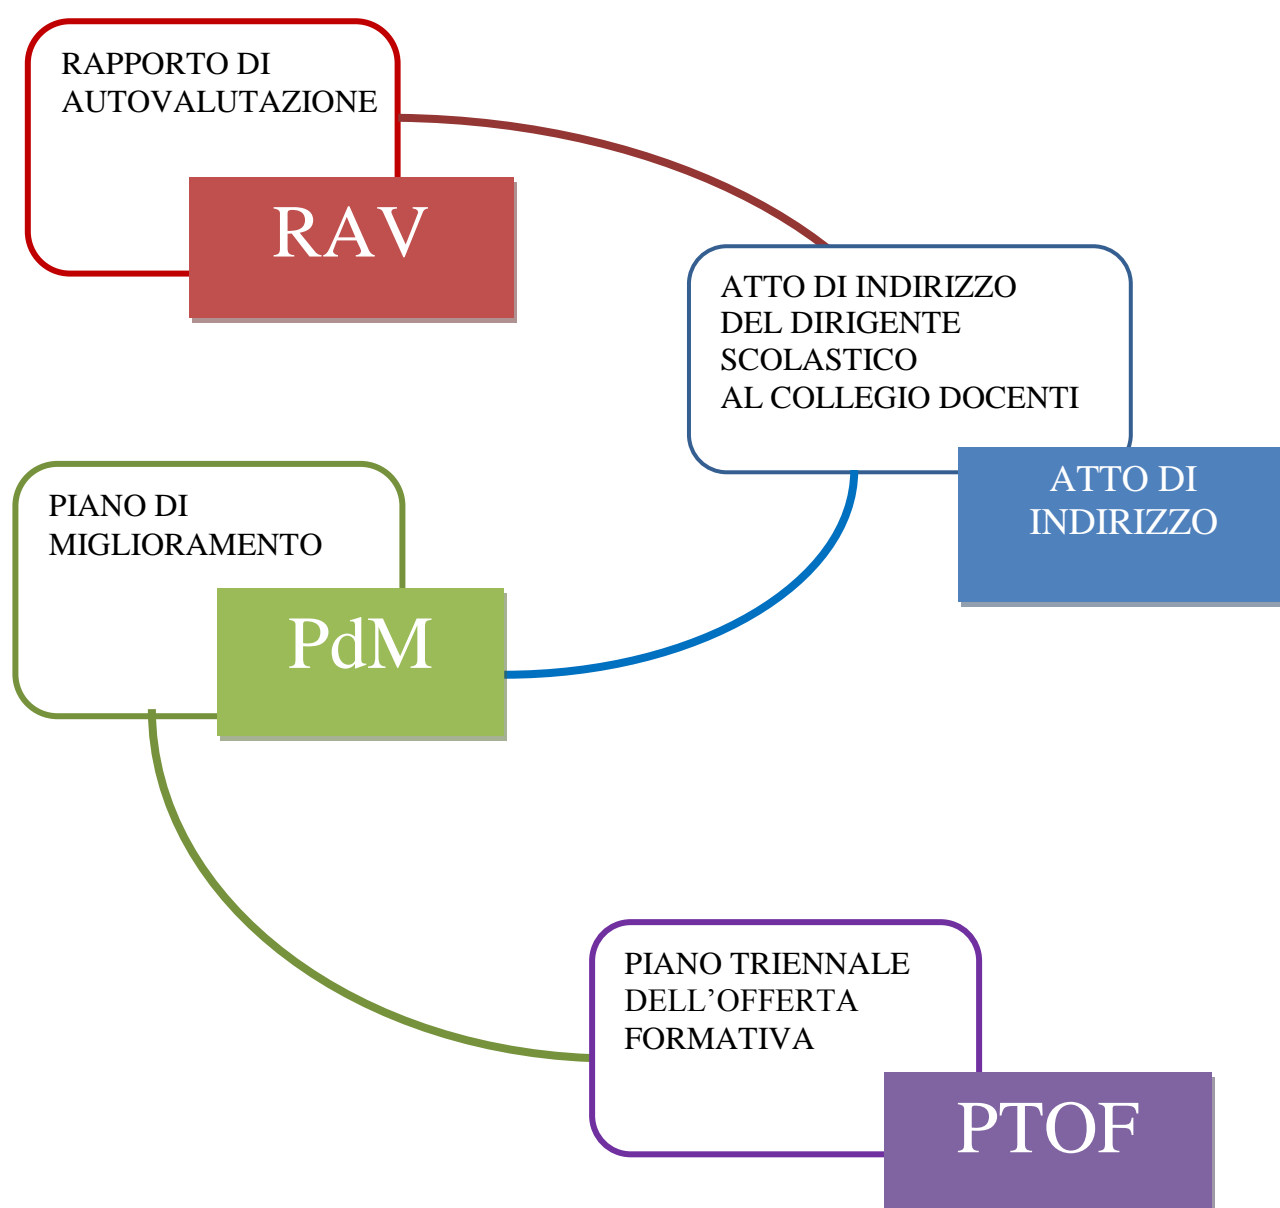 RAPPORTO DI
AUTOVALUTAZIONE
RAV
ATTO DI INDIRIZZO
DEL DIRIGENTE
SCOLASTICO
AL COLLEGIO DOCENTI
ATTO DI
INDIRIZZO
PIANO DI
MIGLIORAMENTO
PdM
PIANO TRIENNALE
DELL’OFFERTA
FORMATIVA
PTOF